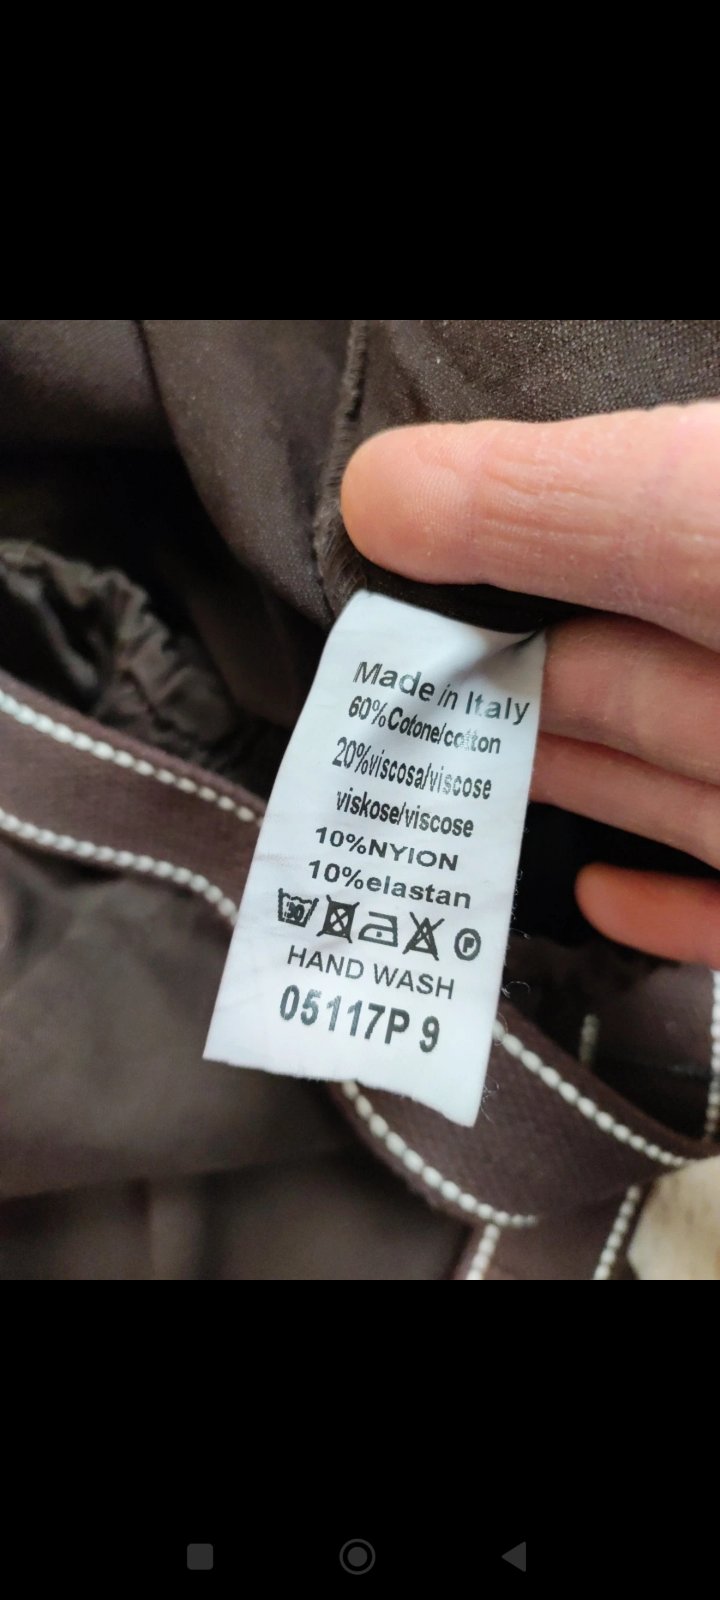 Made in Italy
60%Cotone/cotton
20%viscosa/viscose
viskose/viscose
10%NYION
10%elastan
30
P
HAND WASH
05117P 9